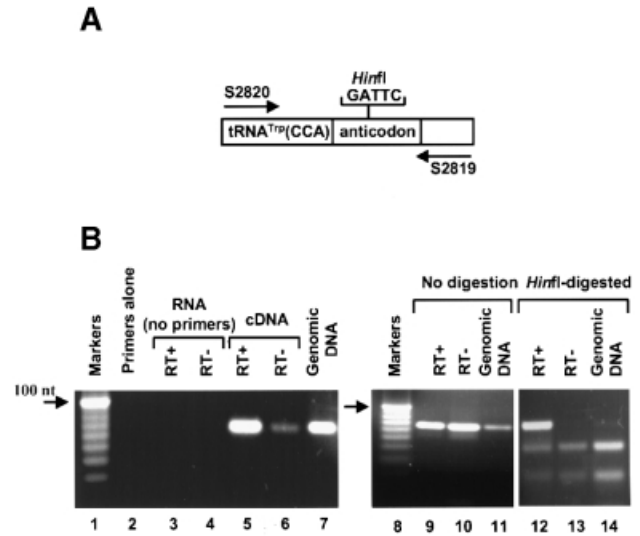 A
HinfI
S2820
GATTC
tRNATrp(CCA) anticodon
S2819
B
Markers
Primers alone
RNA
(no primers)
RT+
RT-
cDNA
RT+
RT-
Genomic
DNA
No digestion
HinfI-digested
Markers
RT+
RT-
Genomic
DNA
RT+
RT-
Genomic
DNA
100 nt
1 2 3 4 5 6 7 8 9 10 11 12 13 14